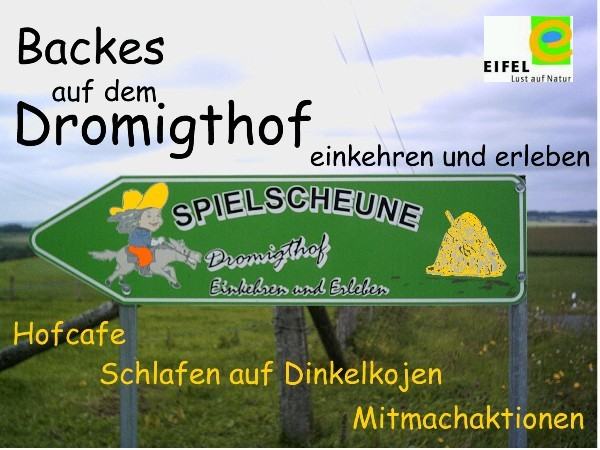 Backes
auf dem
Dromigthof
einkehren und erleben
EIFEL
Lust auf Natur
SPIELSCHEUNE
Dromigthof
Einkehren und Erleben
Hofcafe
Schlafen auf Dinkelkojen
Mitmachaktionen